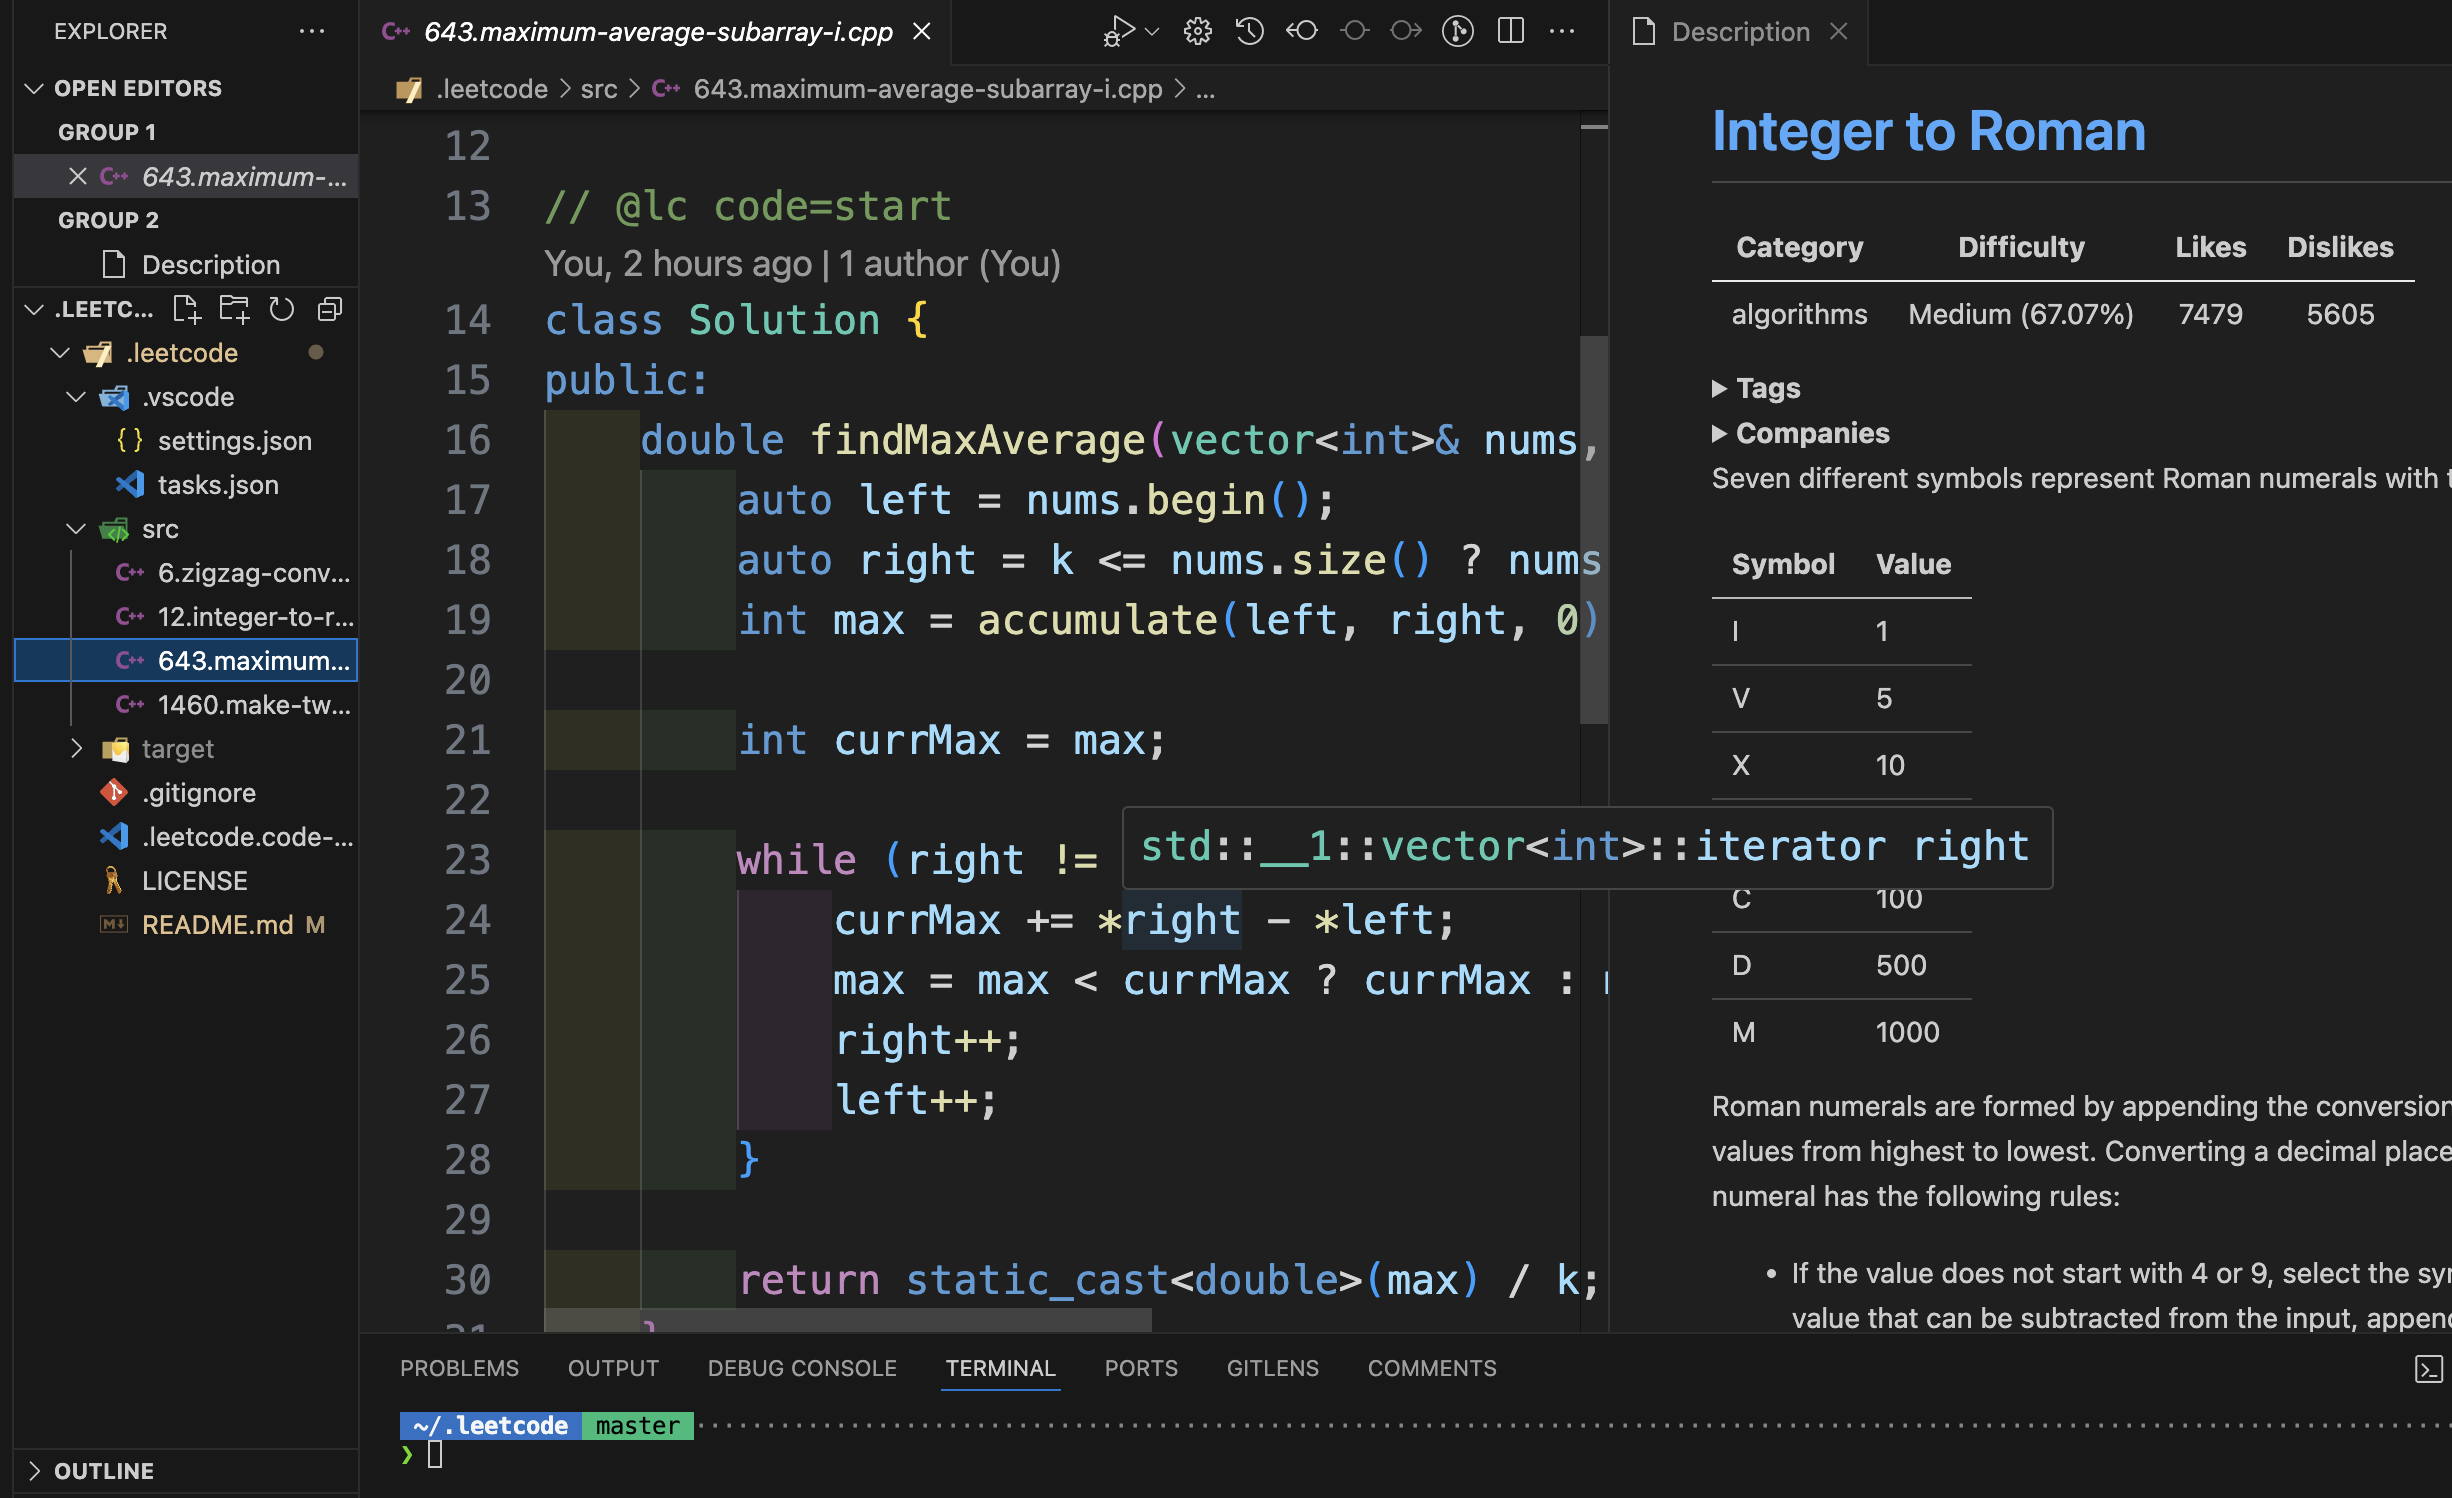 EXPLORER
OPEN EDITORS
GROUP 1
643.maximum-...
GROUP 2
Description
.LEETC...
.leetcode
.vscode
settings.json
tasks.json
src
6.zigzag-conv...
12.integer-to-r...
643.maximum...
1460.make-tw...
target
.gitignore
.leetcode.code-...
LICENSE
README.md M
OUTLINE
643.maximum-average-subarray-i.cpp
.leetcode > src > 643.maximum-average-subarray-i.cpp > ...
12
13 // @lc code=start
You, 2 hours ago | 1 author (You)
14 class Solution {
15 public:
16 double findMaxAverage(vector<int>& nums,
17 auto left = nums.begin();
18 auto right = k <= nums.size() ? nums
19 int max = accumulate(left, right, 0)
20
21 int currMax = max;
22
23 while (right !=
std::__1::vector<int>::iterator right
24 currMax += *right - *left;
25 max = max < currMax ? currMax :
26 right++;
27 left++;
28 }
29
30 return static_cast<double>(max) / k;
31 }
Description
Integer to Roman
Category Difficulty Likes Dislikes
algorithms Medium (67.07%) 7479 5605
Tags
Companies
Seven different symbols represent Roman numerals with
Symbol Value
I 1
V 5
X 10
C 100
D 500
M 1000
Roman numerals are formed by appending the conversion
values from highest to lowest. Converting a decimal place
numeral has the following rules:
• If the value does not start with 4 or 9, select the
value that can be subtracted from the input,
PROBLEMS OUTPUT DEBUG CONSOLE TERMINAL PORTS GITLENS COMMENTS
~/.leetcode master
❯